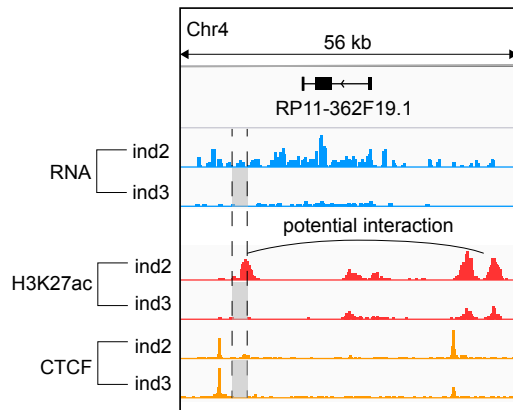 Chr4
56 kb
RP11-362F19.1
RNA
ind2
ind3
potential interaction
H3K27ac
ind2
ind3
CTCF
ind2
ind3